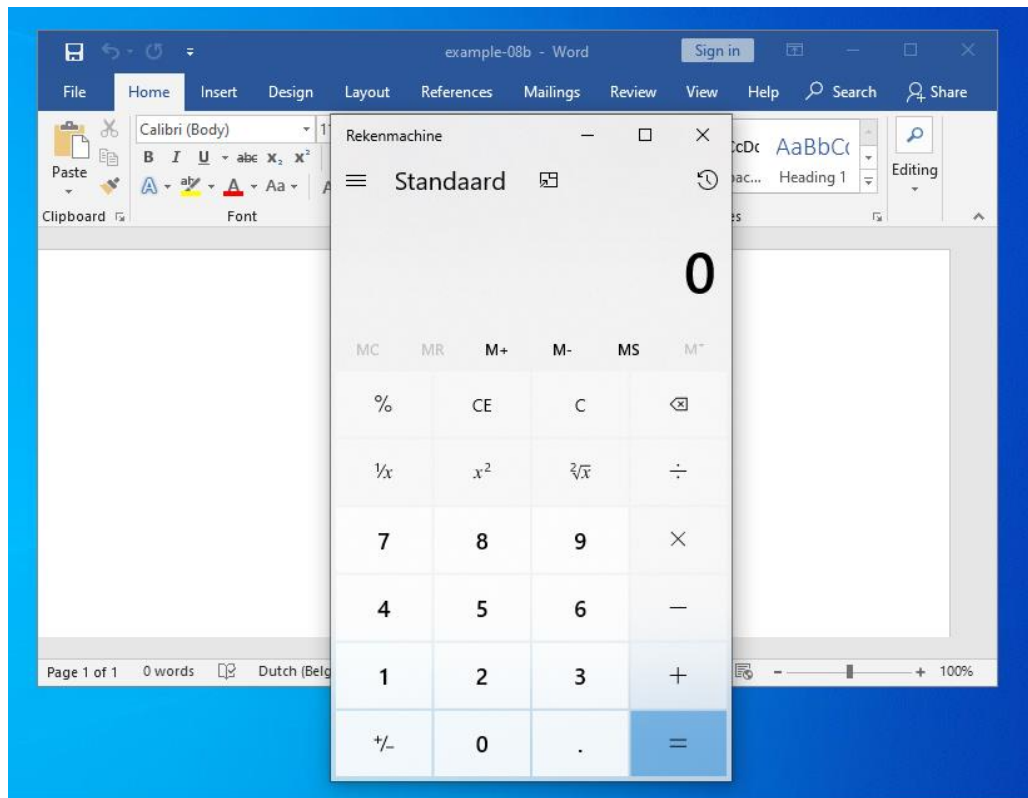 example-08b - Word Sign in
File Home Insert Design Layout References Mailings Review View Help Search Share
Calibri (Body)
B I U abc X₂ X²
Paste
Aa
Clipboard Font
AaBbC
Heading 1
Editing
Rekenmachine
Standaard
0
MC MR M+ M- MS M
% CE C
¹/x x² ²√x ÷
7 8 9 ×
4 5 6 −
1 2 3 +
+/− 0 . =
Page 1 of 1 0 words Dutch (Belg - + 100%